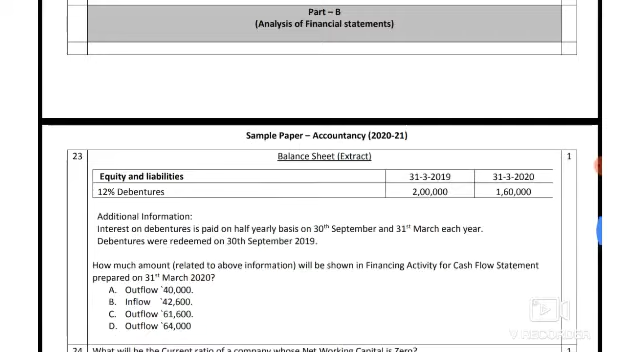 Part – B
(Analysis of Financial statements)
Sample Paper – Accountancy (2020-21)
23 Balance Sheet (Extract) 1
Equity and liabilities 31-3-2019 31-3-2020
12% Debentures 2,00,000 1,60,000
Additional Information:
Interest on debentures is paid on half yearly basis on 30th September and 31st March each year.
Debentures were redeemed on 30th September 2019.
How much amount (related to above information) will be shown in Financing Activity for Cash Flow Statement
prepared on 31st March 2020?
A. Outflow `40,000.
B. Inflow `42,600.
C. Outflow `61,600.
D. Outflow `64,000
V RECORDER
24 What will be the Current ratio of a company whose Net Working Capital is Zero? 1